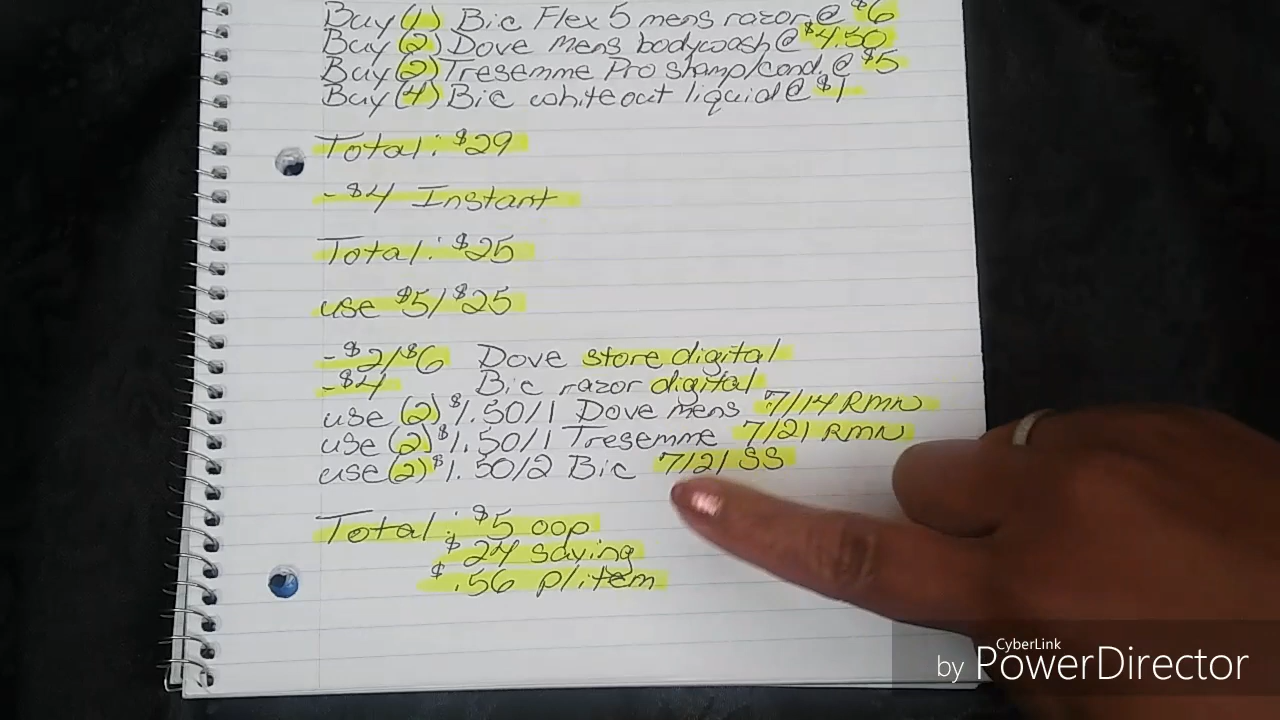 Buy (1) Bic Flex 5 mens razor @ $6
Buy (2) Dove mens bodywash @ $4.50
Buy (2) Tresemme Pro shamp/cond. @ $5
Buy (4) Bic whiteout liquid @ $1
Total: $29
-$4 Instant
Total: $25
use $5/$25
-$2/$6 Dove store digital
-$4 Bic razor digital
use (2) $1.50/1 Dove mens 7/14 RMN
use (2) $1.50/1 Tresemme 7/21 RMN
use (2) $1.50/2 Bic 7/21 SS
Total: $5 oop
$24 saving
$.56 p/item
CyberLink
by PowerDirector